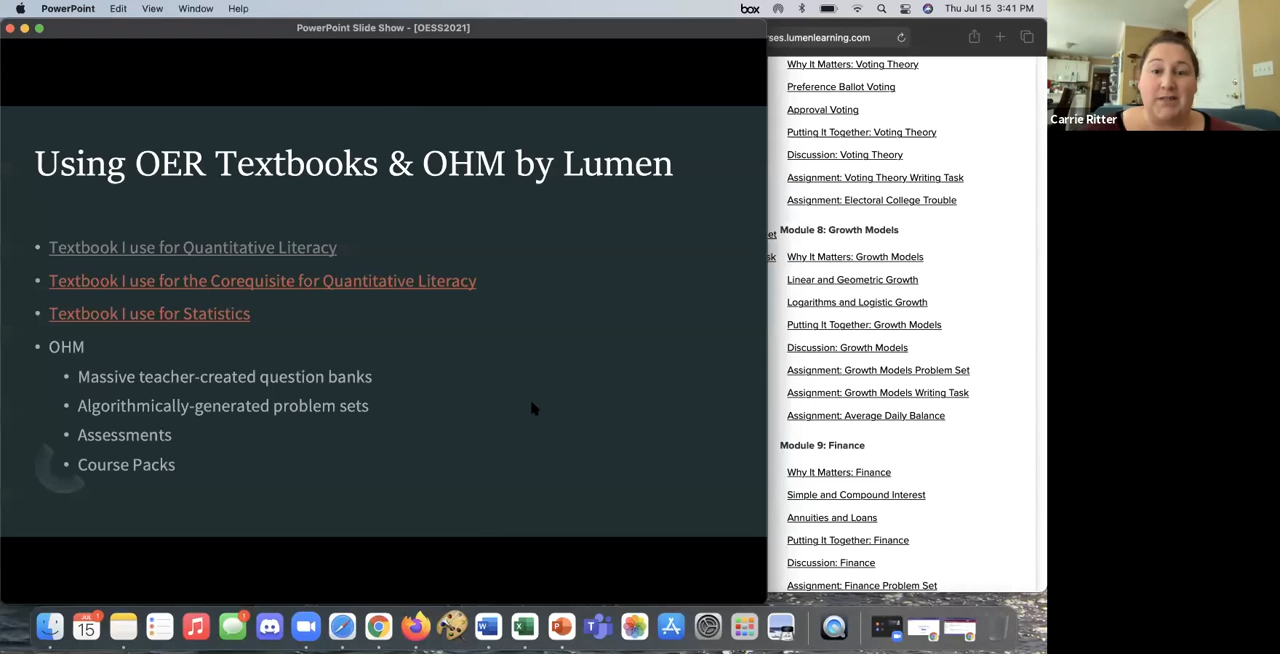 PowerPoint Edit View Window Help
box Thu Jul 15 3:41 PM
PowerPoint Slide Show - [OESS2021]
Using OER Textbooks & OHM by Lumen
• Textbook I use for Quantitative Literacy
• Textbook I use for the Corequisite for Quantitative Literacy
• Textbook I use for Statistics
• OHM
• Massive teacher-created question banks
• Algorithmically-generated problem sets
• Assessments
• Course Packs
ses.lumenlearning.com
Why It Matters: Voting Theory
Preference Ballot Voting
Approval Voting
Putting It Together: Voting Theory
Discussion: Voting Theory
Assignment: Voting Theory Writing Task
Assignment: Electoral College Trouble
et
Module 8: Growth Models
sk
Why It Matters: Growth Models
Linear and Geometric Growth
Logarithms and Logistic Growth
Putting It Together: Growth Models
Discussion: Growth Models
Assignment: Growth Models Problem Set
Assignment: Growth Models Writing Task
Assignment: Average Daily Balance
Module 9: Finance
Why It Matters: Finance
Simple and Compound Interest
Annuities and Loans
Putting It Together: Finance
Discussion: Finance
Assignment: Finance Problem Set
Carrie Ritter
JUL
15
1
1